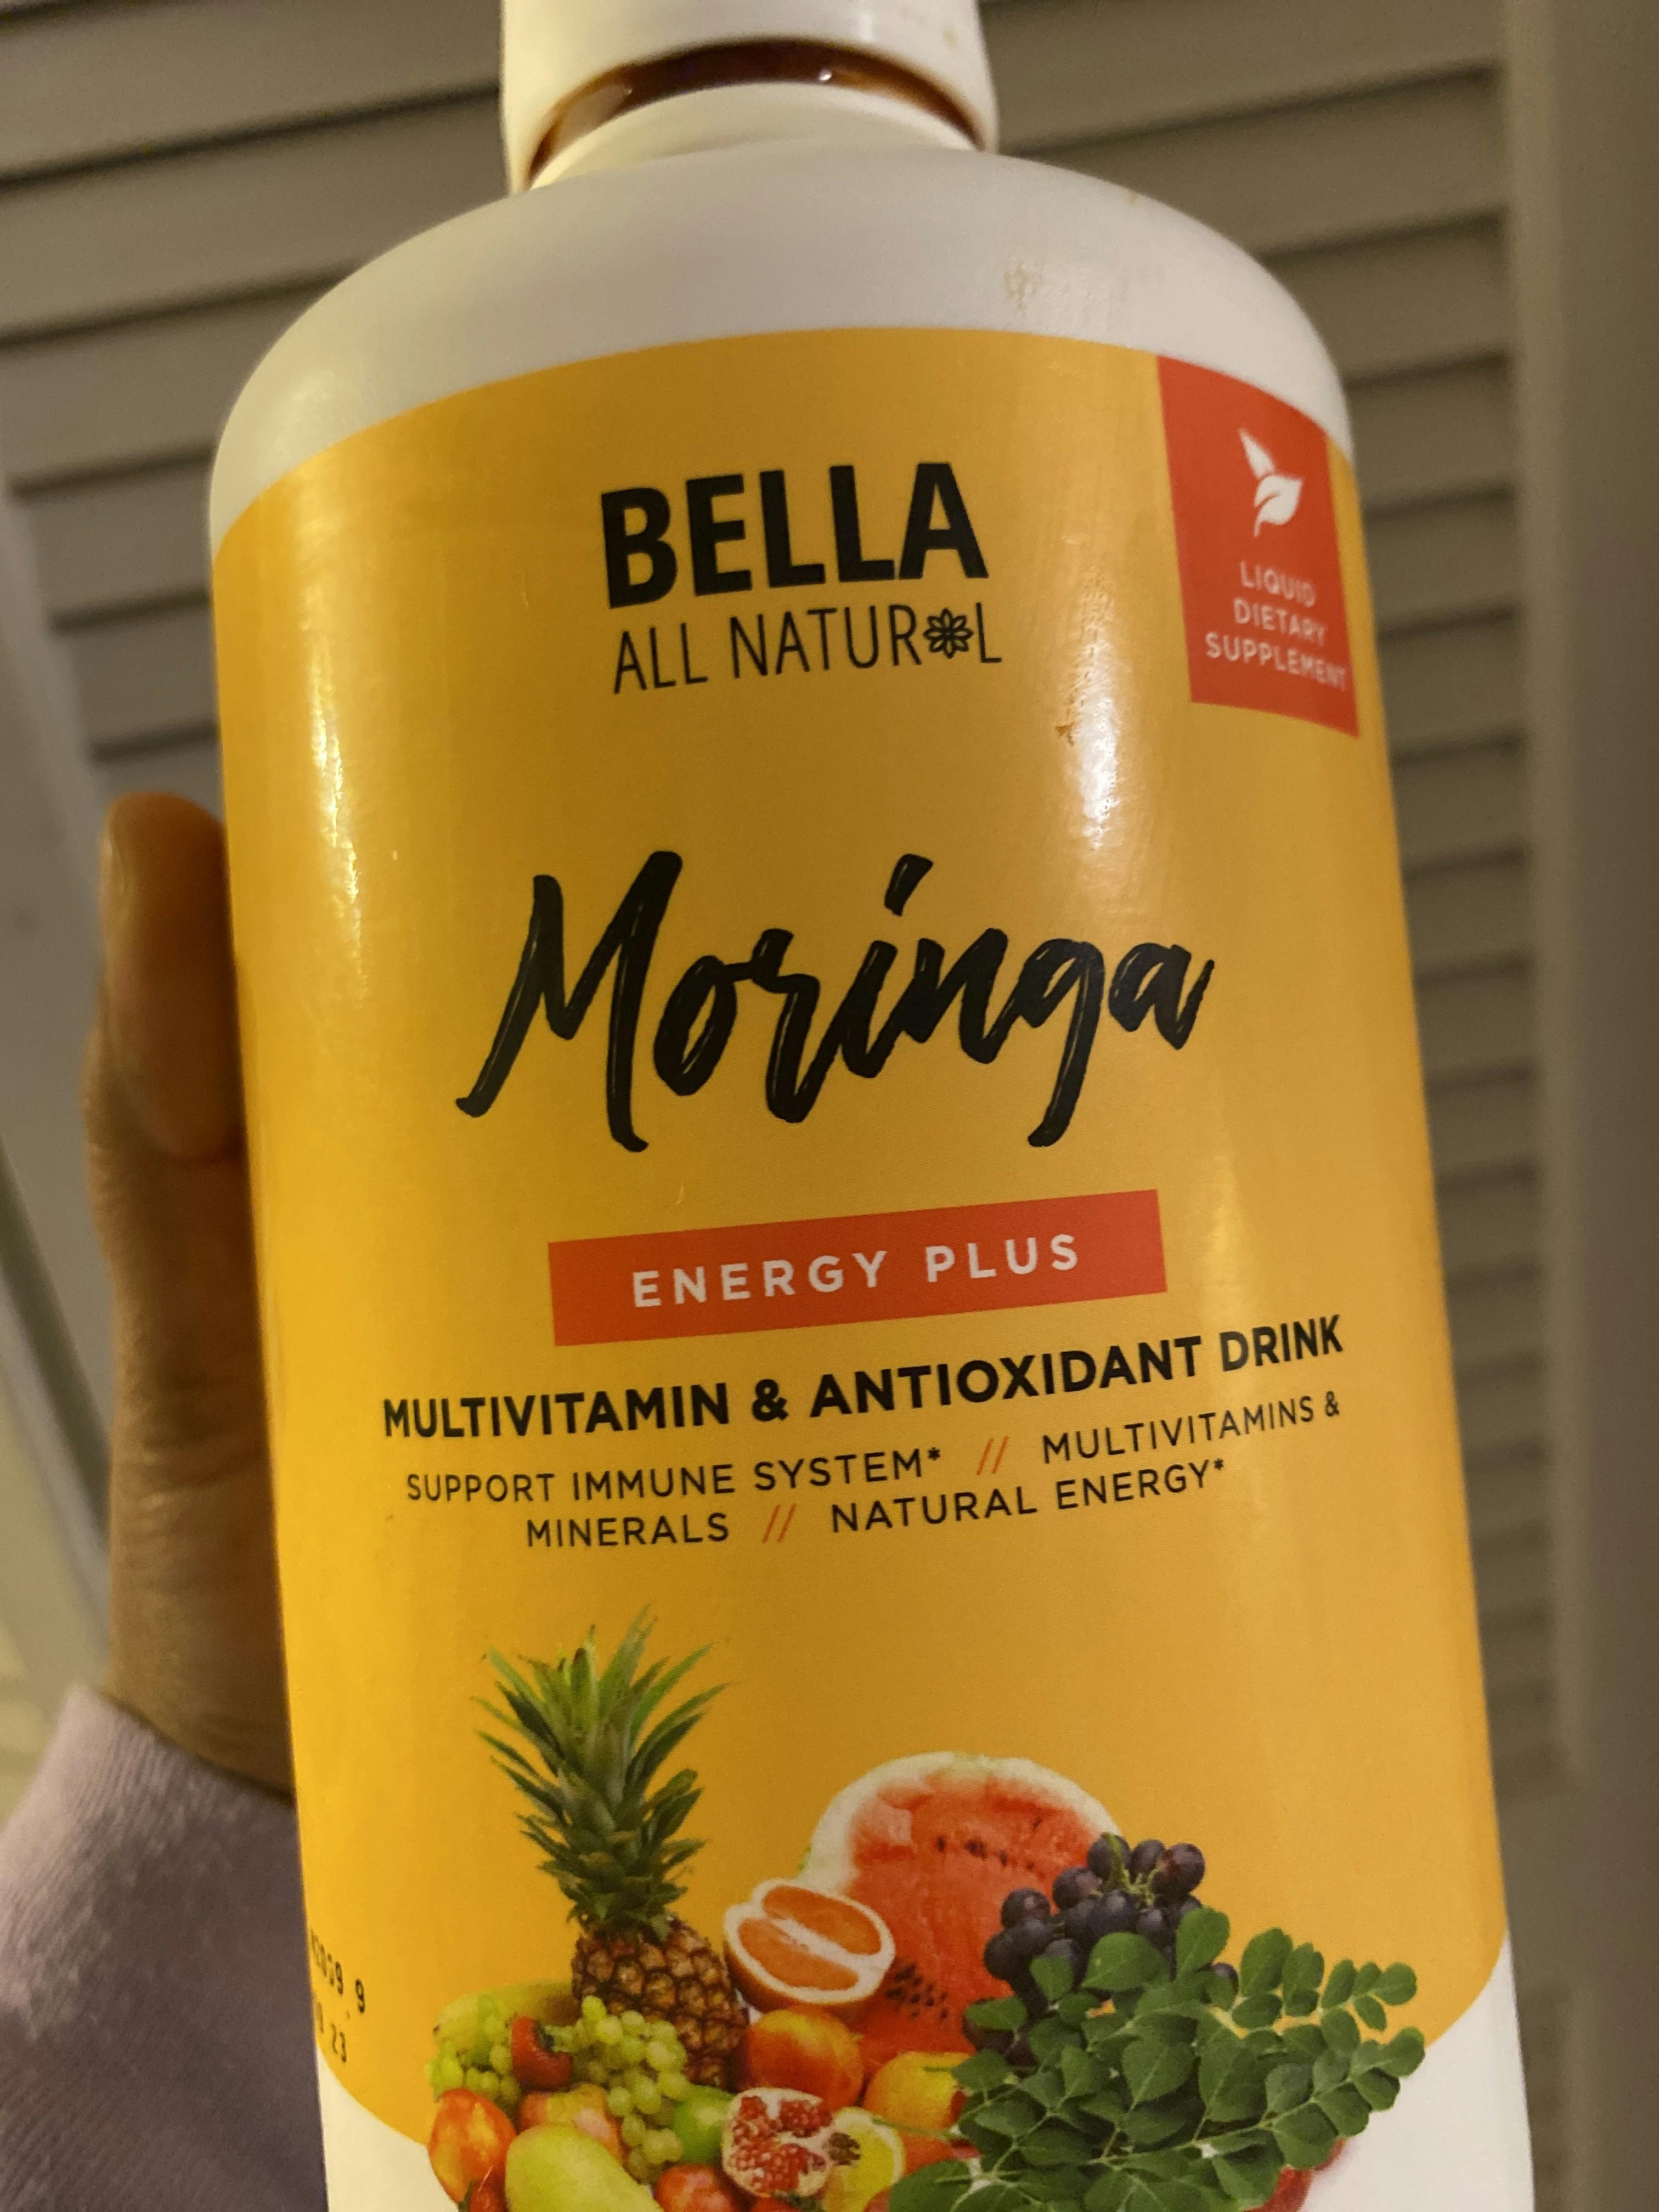 BELLA
ALL NATURAL
LIQUID
DIETARY
SUPPLEMENT
Moringa
ENERGY PLUS
MULTIVITAMIN & ANTIOXIDANT DRINK
SUPPORT IMMUNE SYSTEM* // MULTIVITAMINS &
MINERALS // NATURAL ENERGY*
23